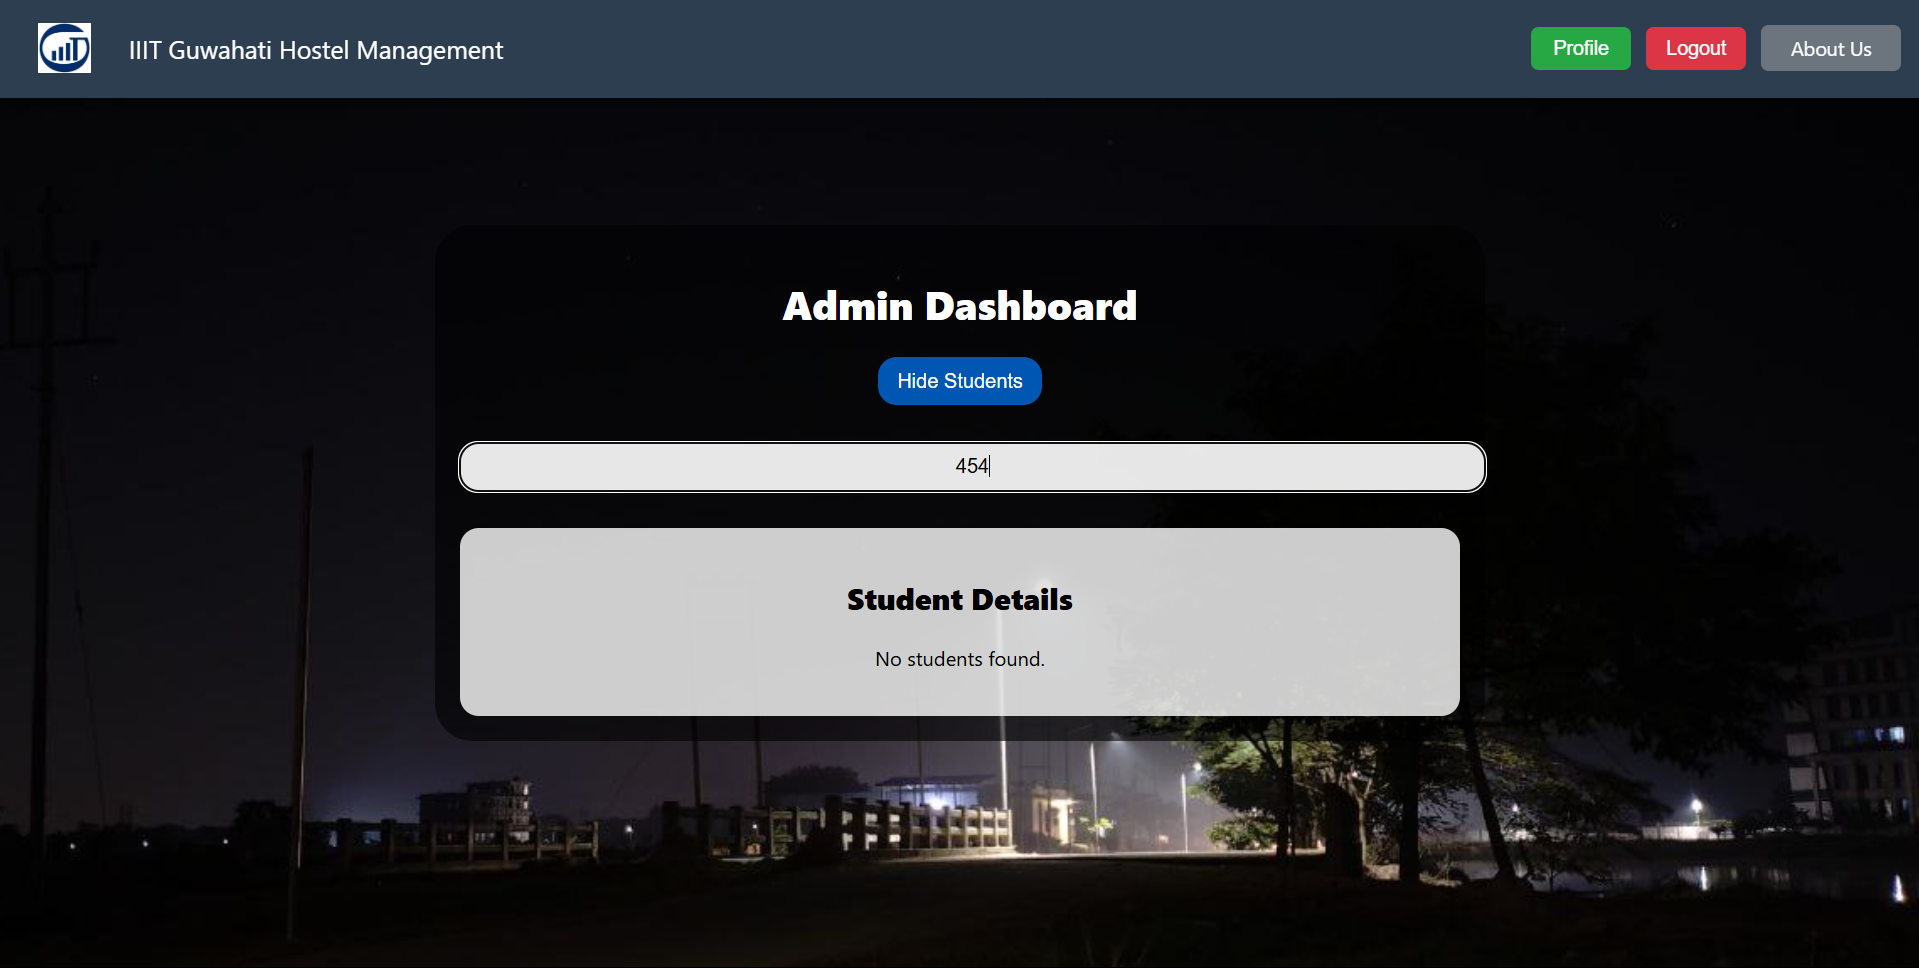 IIIT Guwahati Hostel Management
Profile
Logout
About Us
Admin Dashboard
Hide Students
454
Student Details
No students found.